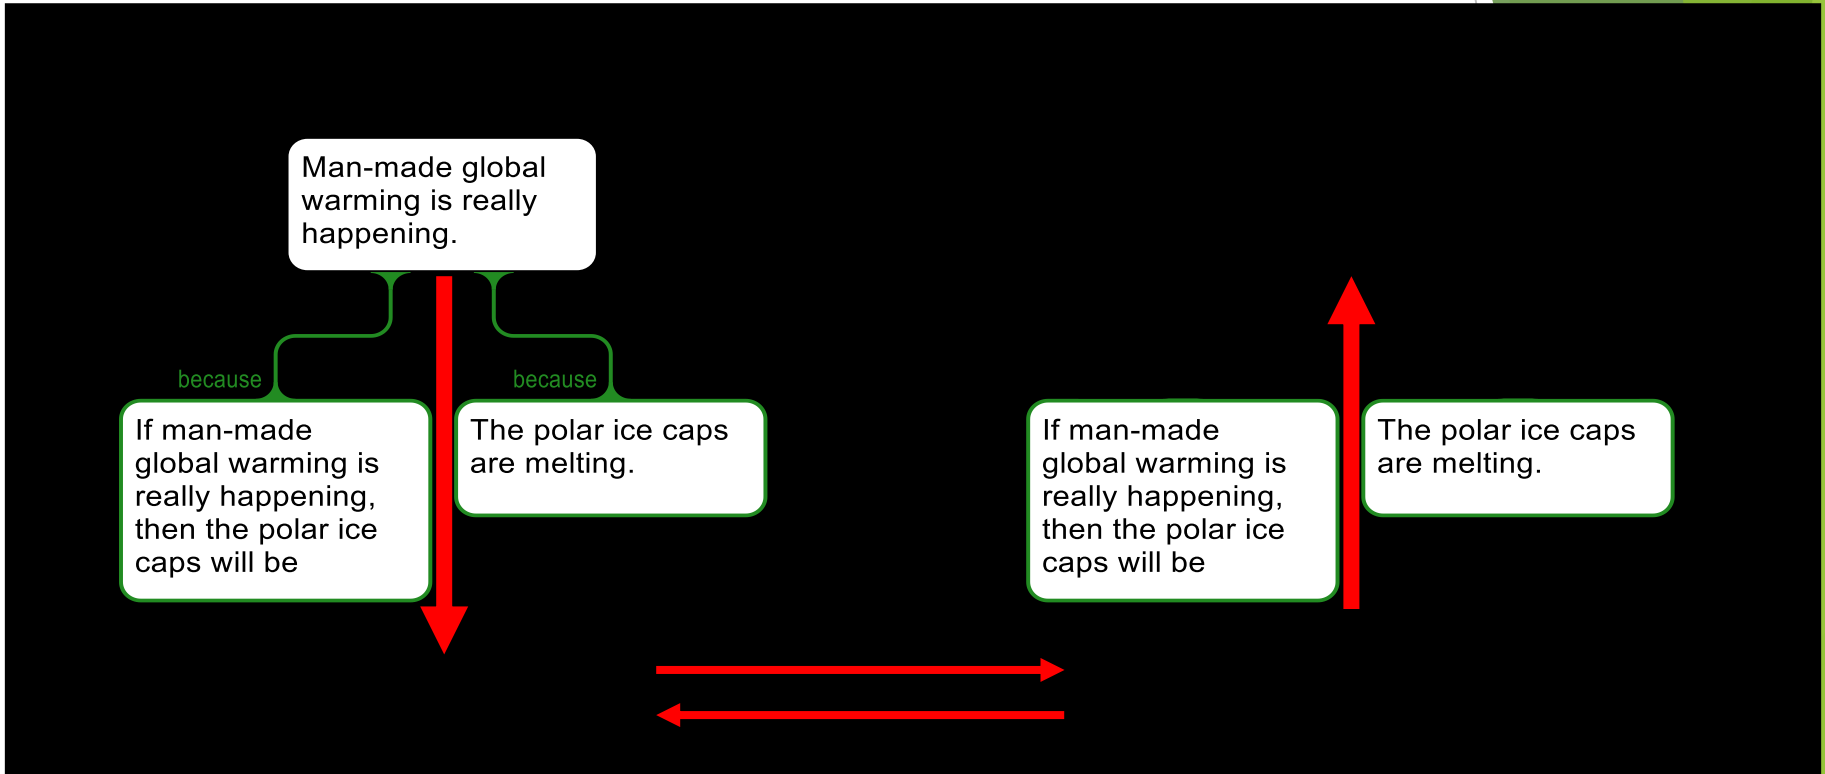 Man-made global
warming is really
happening.
because
because
If man-made
global warming is
really happening,
then the polar ice
caps will be
The polar ice caps
are melting.
If man-made
global warming is
really happening,
then the polar ice
caps will be
The polar ice caps
are melting.